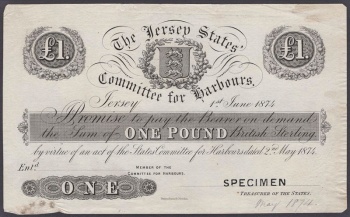 £1 £1
The Jersey States'
Committee for Harbours,
Jersey 1st June 1874
I Promise to pay the Bearer on demand
the Sum of ONE POUND British Sterling.
by virtue of an act of the States Committee for Harbours dated 2nd May 1874.
Entd.
MEMBER OF THE
COMMITTEE FOR HARBOURS.
ONE
SPECIMEN
TREASURER OF THE STATES.
May 1874